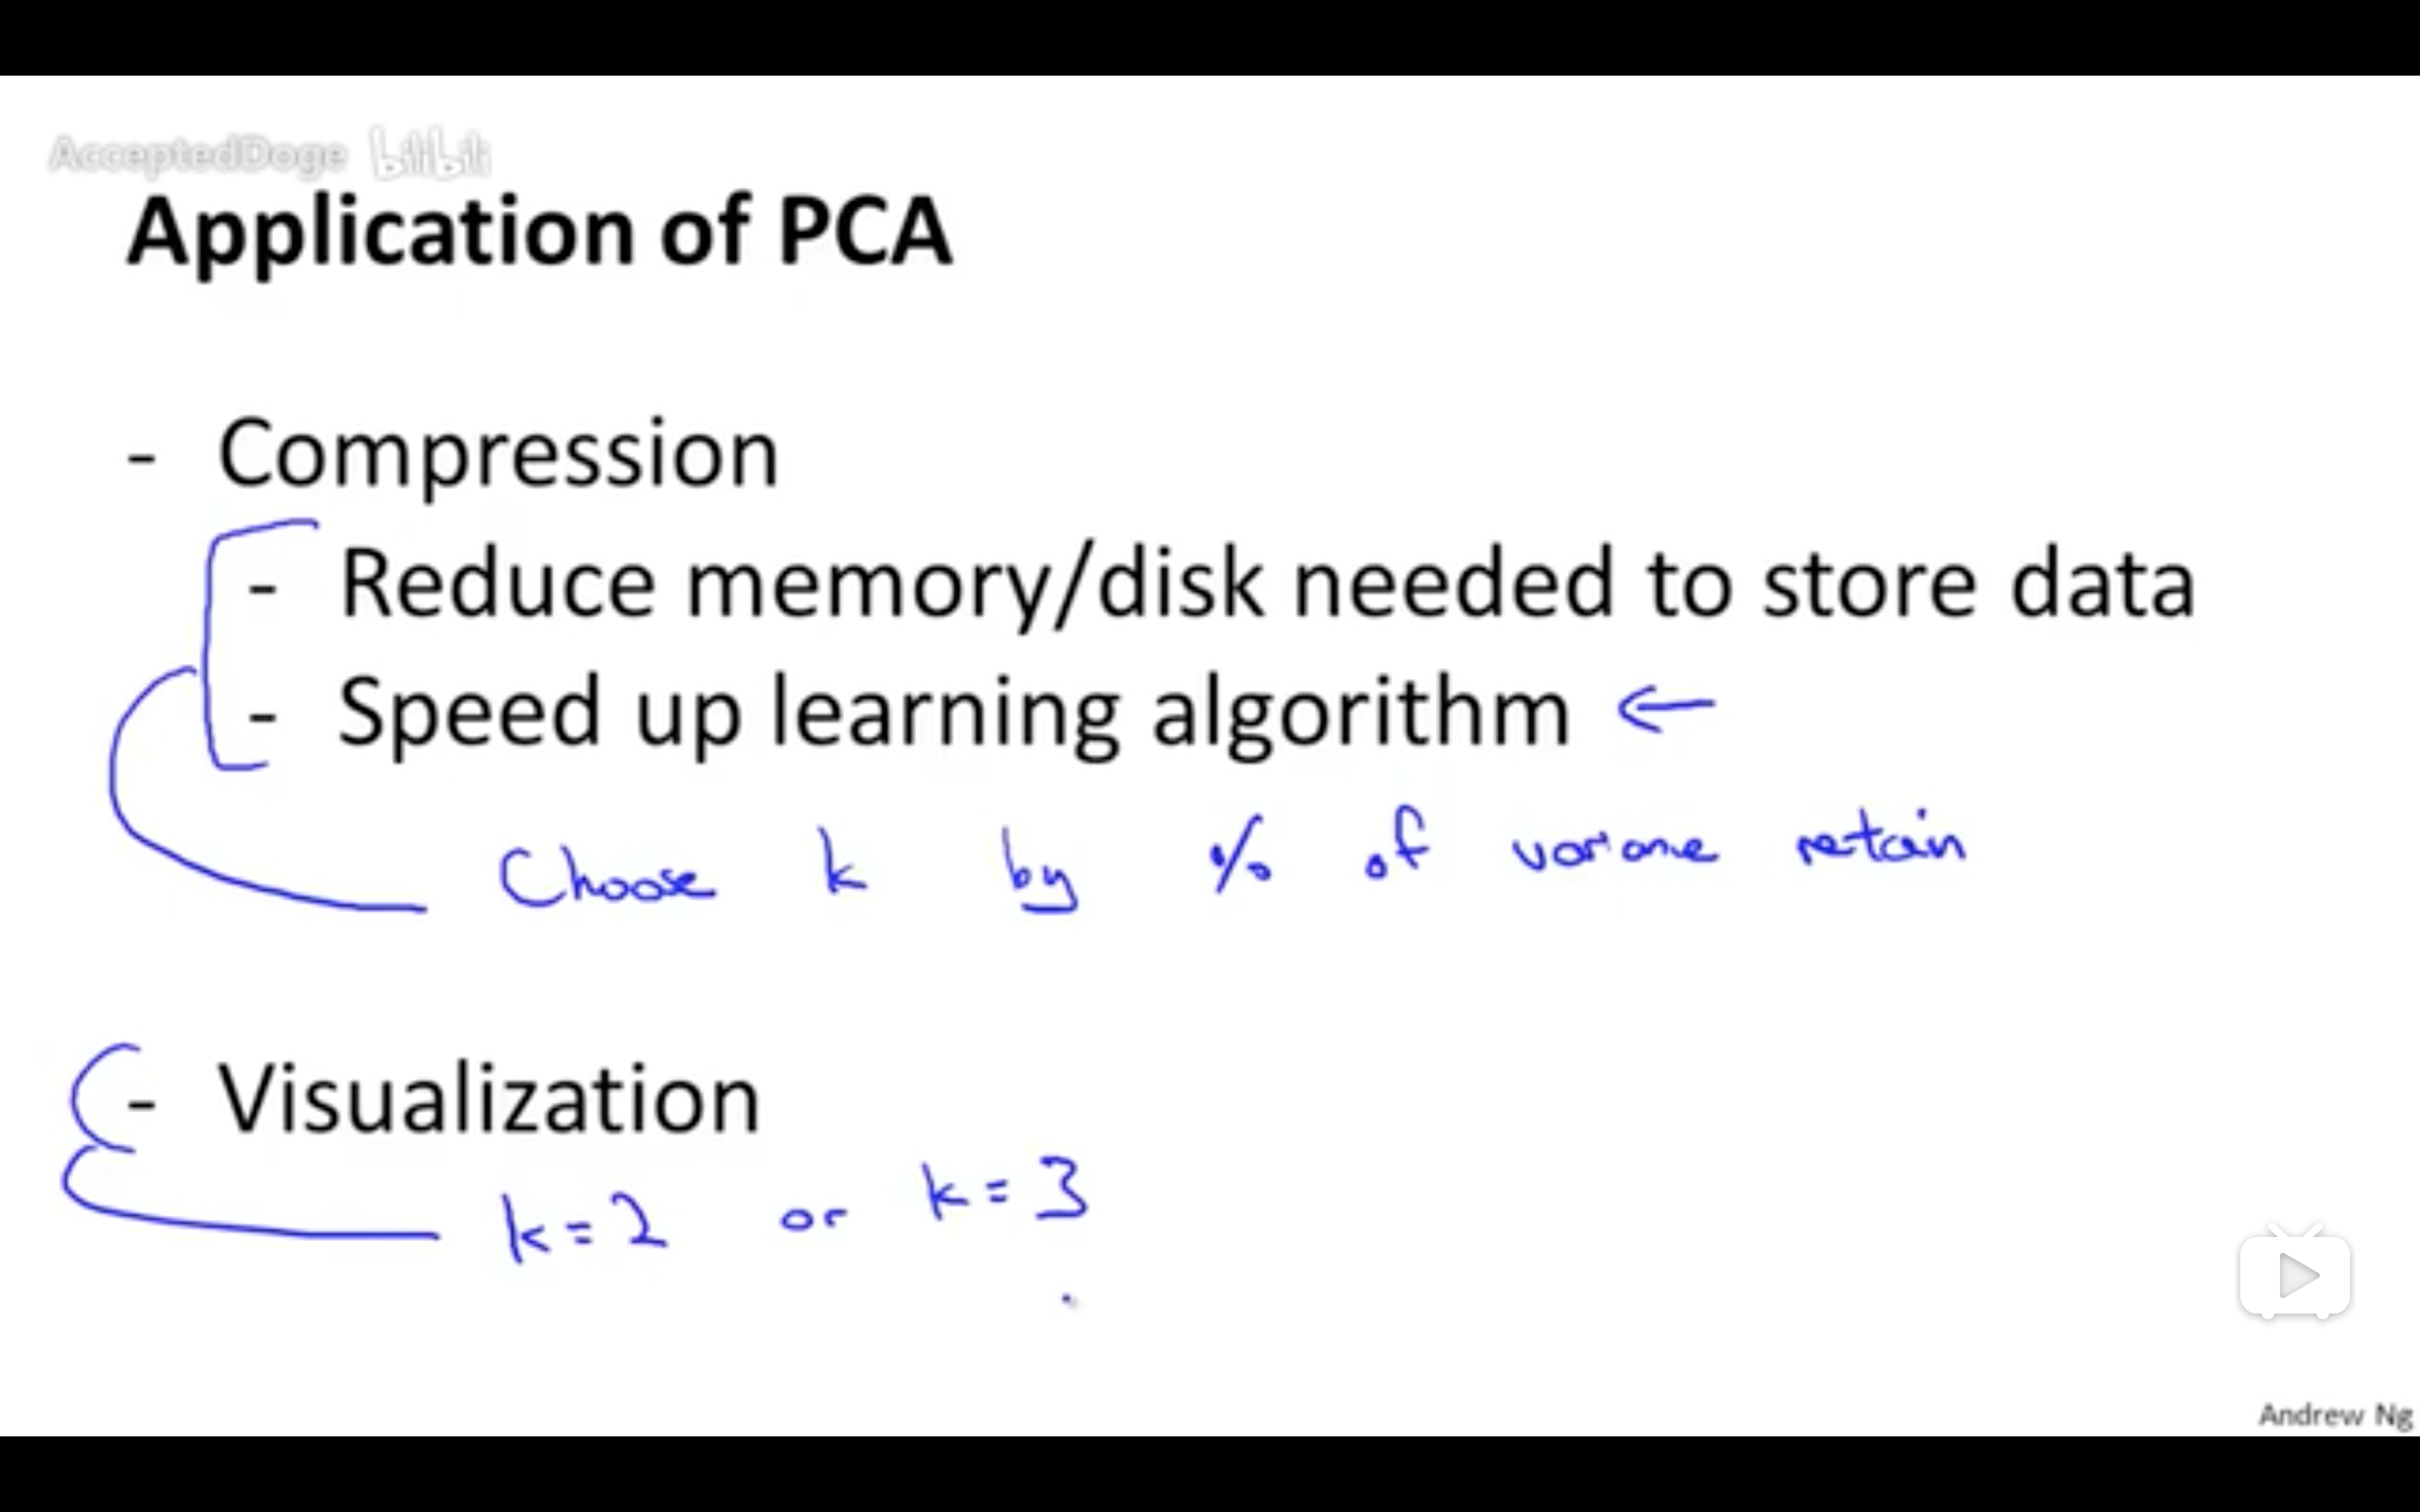 AcceptedDoge bilibili
Application of PCA
- Compression
- Reduce memory/disk needed to store data
- Speed up learning algorithm ←
Choose k by % of variance retain
- Visualization
k=2 or k=3
Andrew Ng